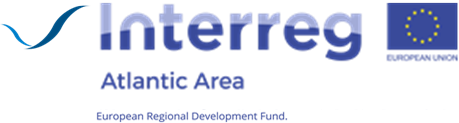 Interreg
EUROPEAN UNION
Atlantic Area
European Regional Development Fund.